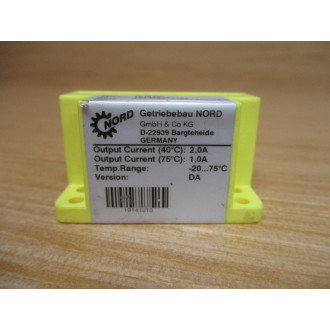 NORD
Getriebebau NORD
GmbH & Co KG
D-22939 Bargteheide
GERMANY
Output Current (40°C): 2,0A
Output Current (75°C): 1,0A
Temp.Range: -20...75°C
Version: DA